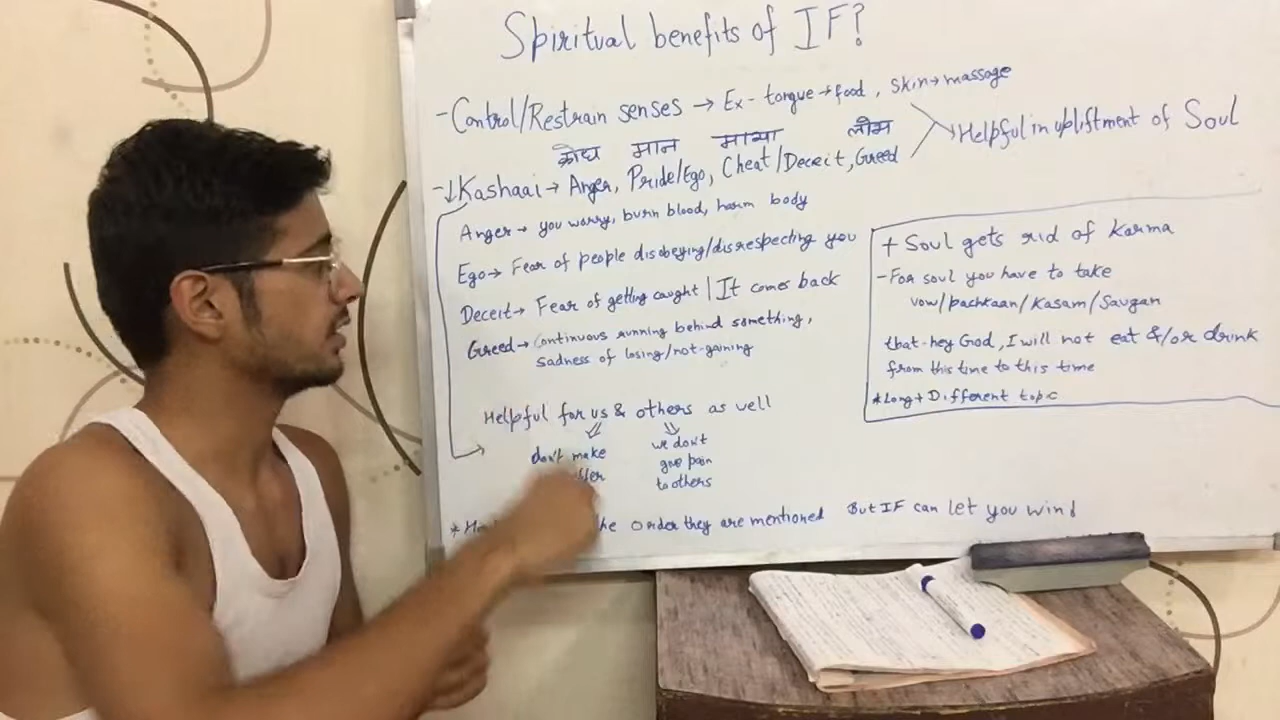 Spiritual benefits of IF?
- Control/Restrain senses → Ex - tongue → food, Skin → massage
क्रोध मान माया लोभ
→ Helpful in upliftment of Soul
- ↓ Kashaai → Anger, Pride/Ego, Cheat/Deceit, Greed
Anger → you worry, burn blood, harm body
Ego → Fear of people disobeying/disrespecting you
Deceit → Fear of getting caught | It comes back
Greed → Continuous running behind something,
sadness of losing/not-gaining
+ Soul gets rid of Karma
- For soul you have to take
vow/pachkaan/Kasam/Saugan
that-hey God, I will not eat &/or drink
from this time to this time
* Long + Different topic
Helpful for us & others as well
don't make
we don't
give pain
to others
* order they are mentioned But IF can let you win!